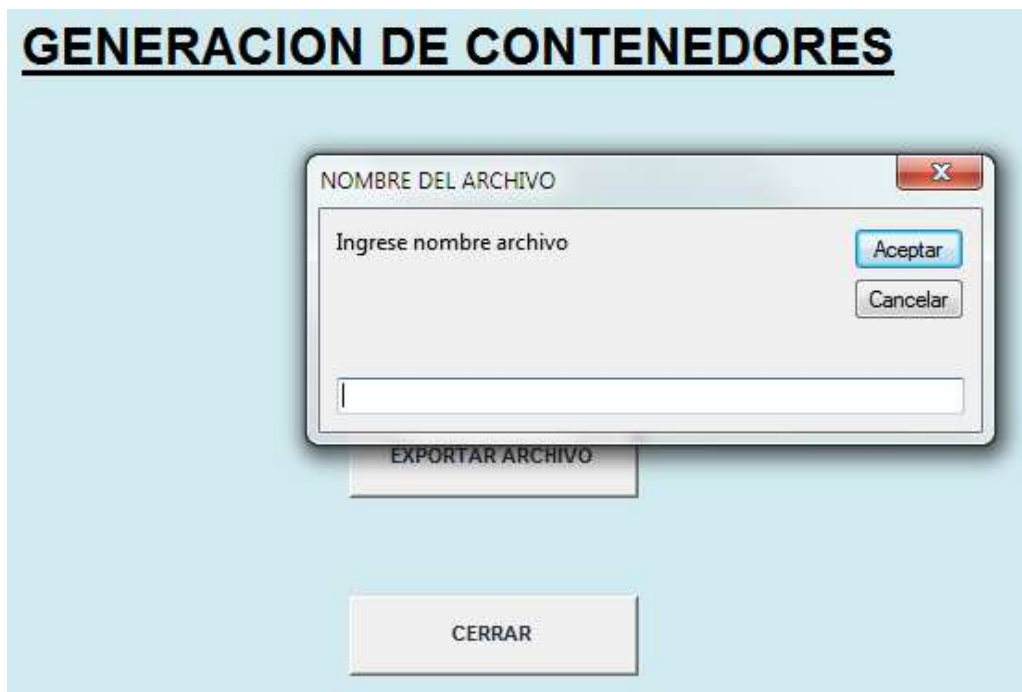 GENERACION DE CONTENEDORES
NOMBRE DEL ARCHIVO
Ingrese nombre archivo
Aceptar
Cancelar
EXPORTAR ARCHIVO
CERRAR